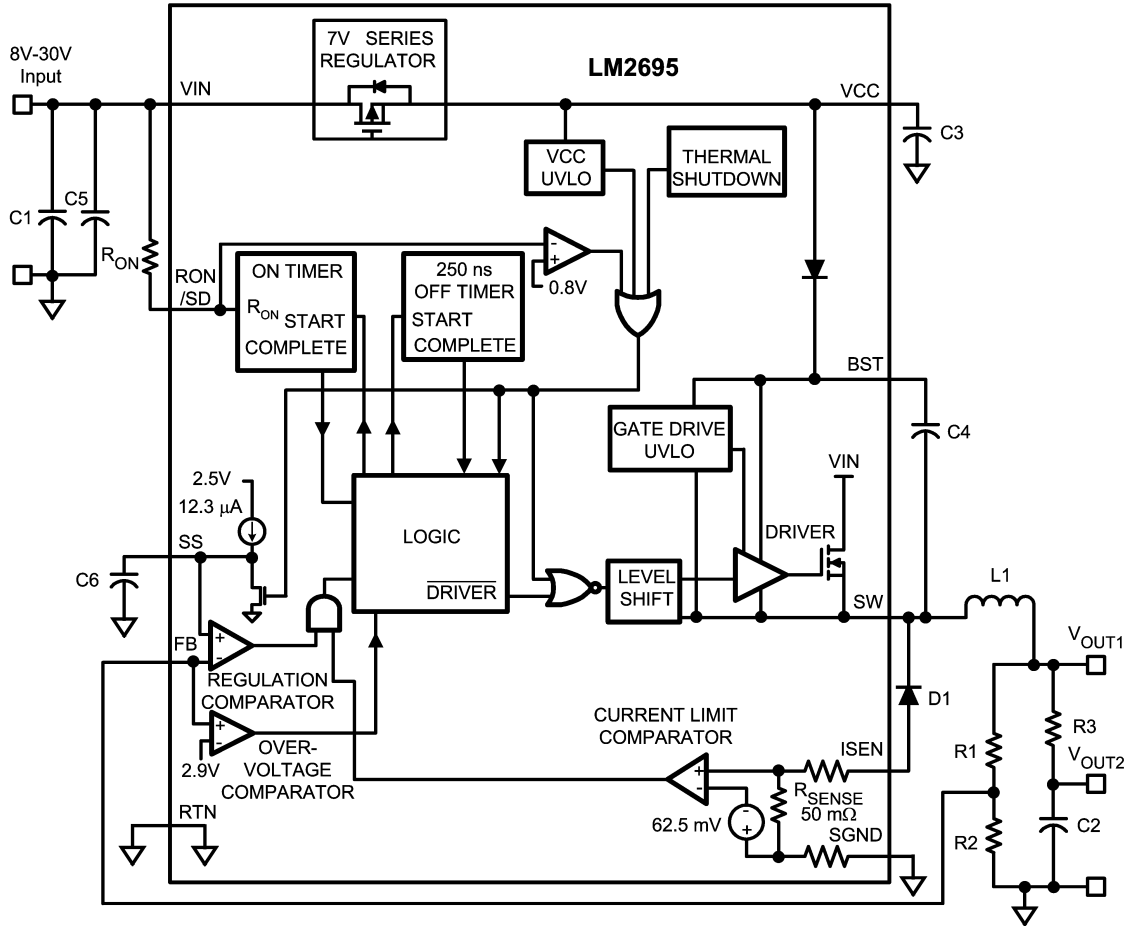 8V-30V
Input
VIN
7V SERIES
REGULATOR
LM2695
VCC
C3
VCC
UVLO
THERMAL
SHUTDOWN
C1
C5
RON
RON
/SD
ON TIMER
RON
START
COMPLETE
250 ns
OFF TIMER
START
COMPLETE
-
+
0.8V
BST
GATE DRIVE
UVLO
C4
VIN
2.5V
12.3 μA
SS
C6
LOGIC
DRIVER
LEVEL
SHIFT
DRIVER
SW
L1
FB
+
-
REGULATION
COMPARATOR
+
-
2.9V
OVER-
VOLTAGE
COMPARATOR
CURRENT LIMIT
COMPARATOR
+
-
62.5 mV
-
+
RSENSE
50 mΩ
ISEN
SGND
D1
VOUT1
R1
R3
VOUT2
R2
C2
RTN